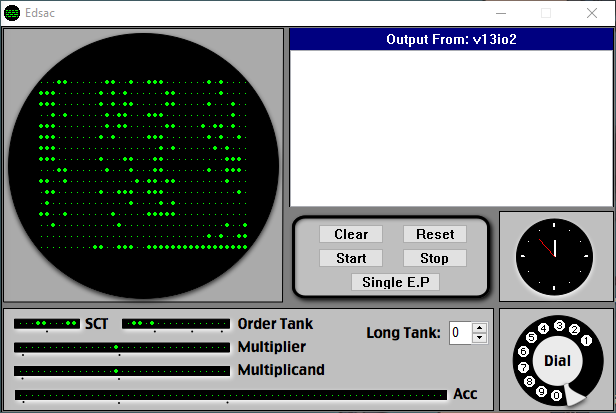 Edsac
Output From: v13io2
Clear
Reset
Start
Stop
Single E.P
SCT
Order Tank
Long Tank: 0
Multiplier
Multiplicand
Acc
5 4 3 2 1
6 7 8 9 0
Dial